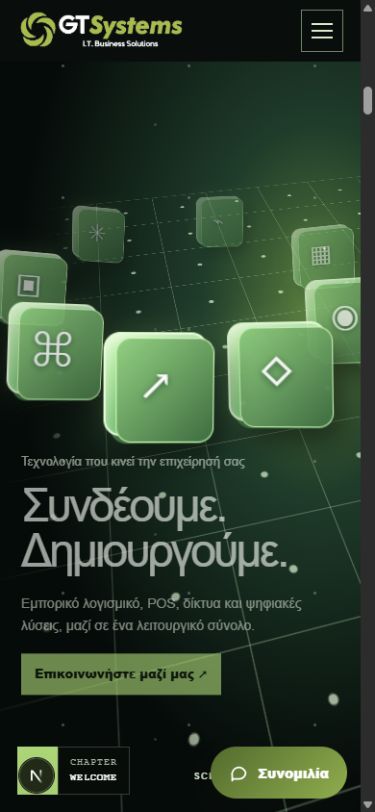 GTSystems
I.T. Business Solutions
Τεχνολογία που κινεί την επιχείρησή σας
Συνδέουμε.
Δημιουργούμε.
Εμπορικό λογισμικό, POS, δίκτυα και ψηφιακές
λύσεις, μαζί σε ένα λειτουργικό σύνολο.
Επικοινωνήστε μαζί μας ↗
N
CHAPTER
WELCOME
Συνομιλία